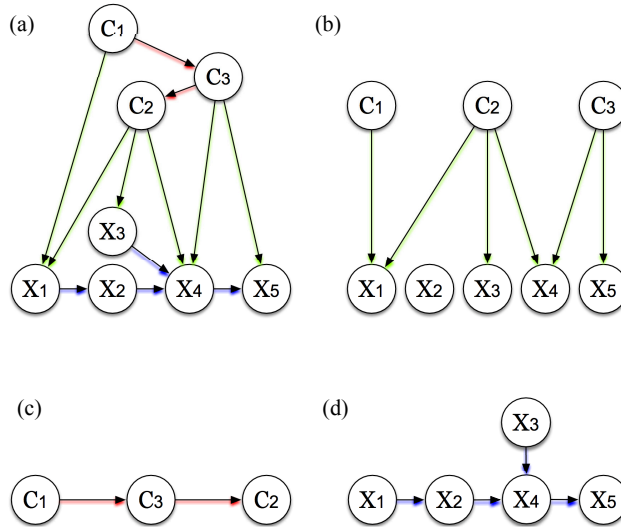 (a)
C1
C3
C2
X3
X1 X2 X4 X5
(b)
C1 C2 C3
X1 X2 X3 X4 X5
(c)
C1 C3 C2
(d)
X3
X1 X2 X4 X5